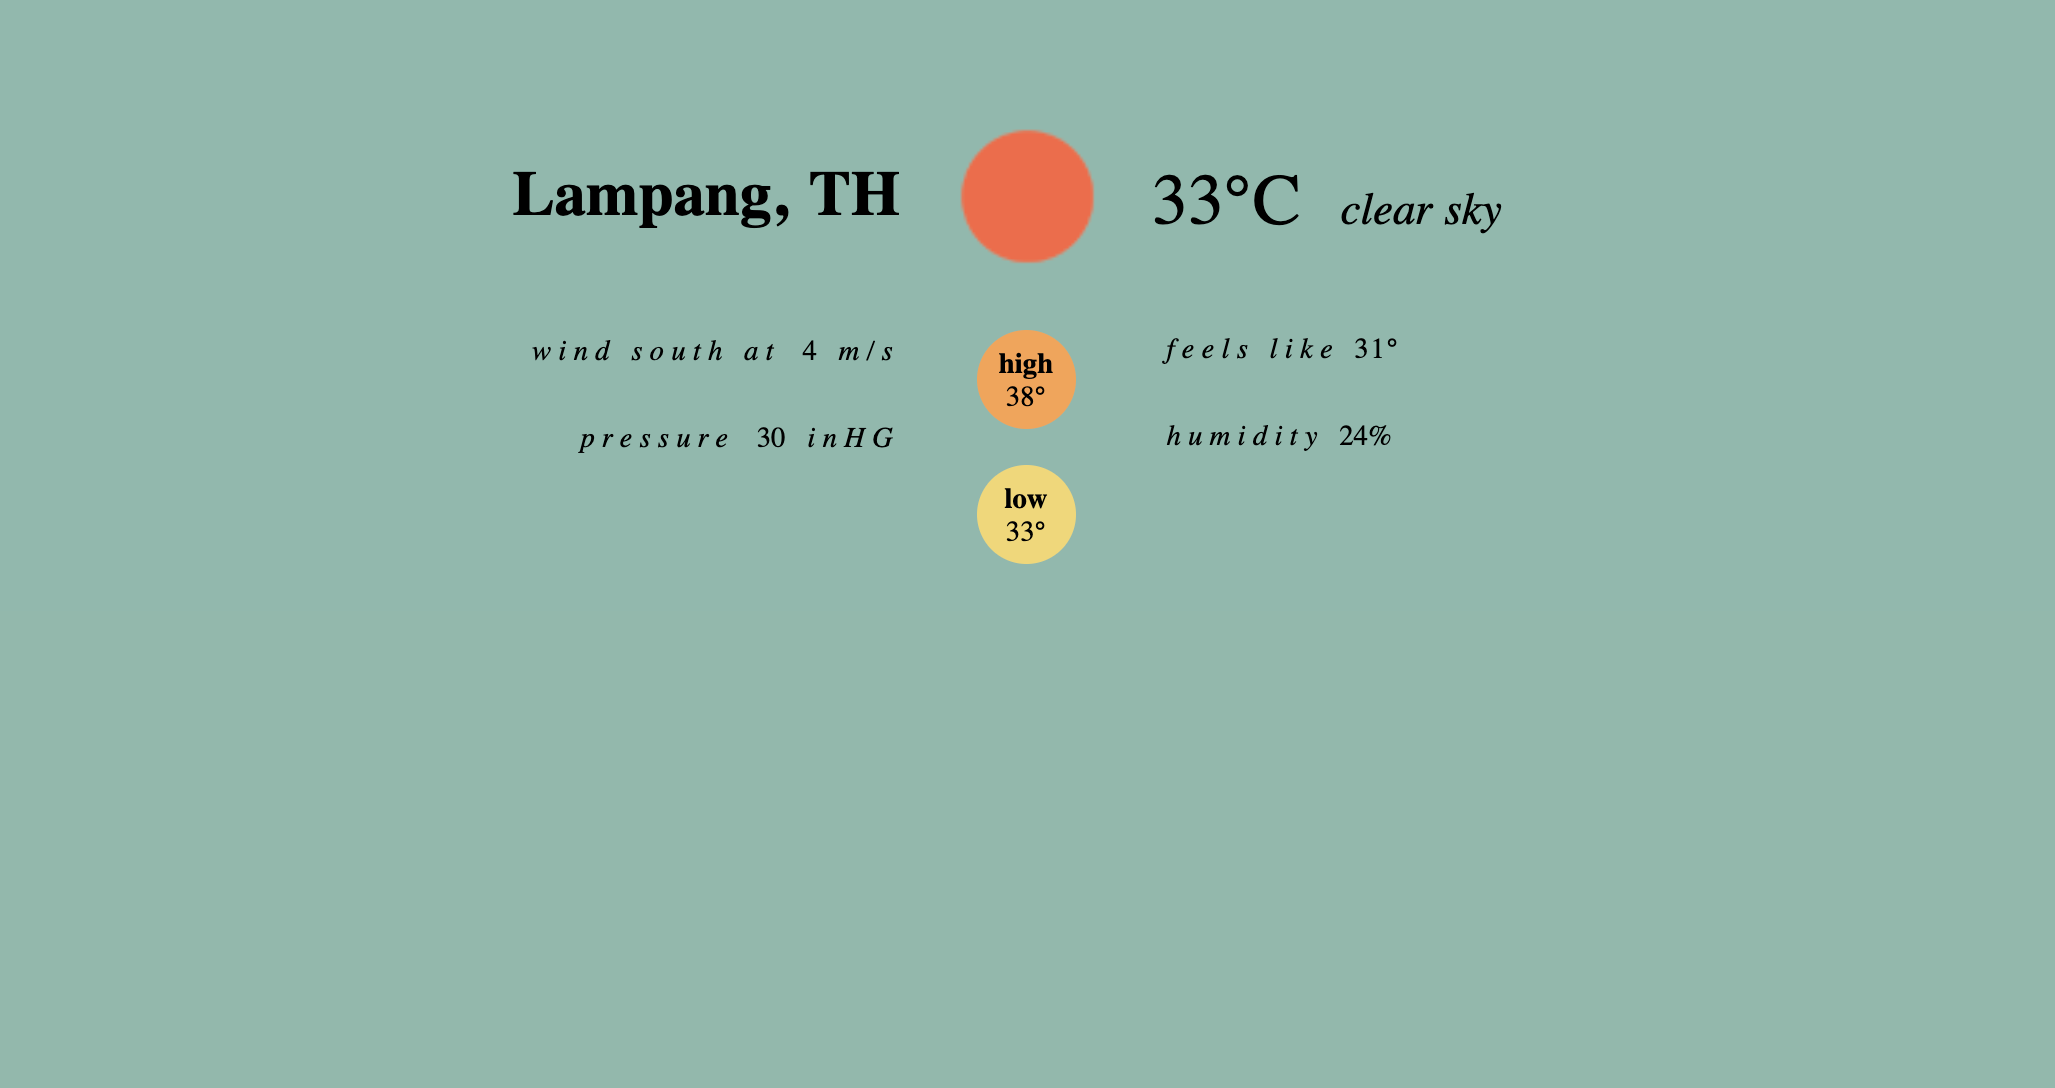 Lampang, TH
33°C clear sky
wind south at 4 m/s
pressure 30 inHG
high
38°
low
33°
feels like 31°
humidity 24%